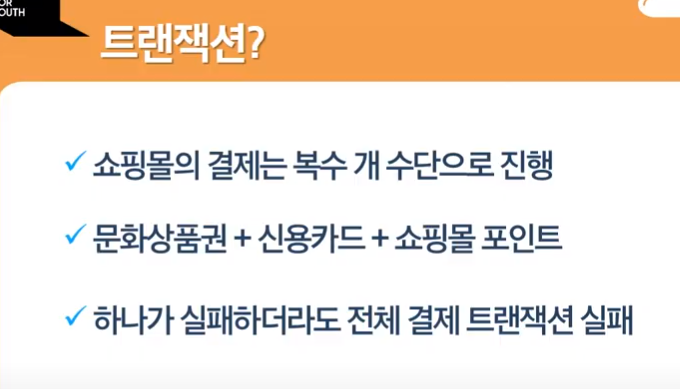 OR
OUTH
트랜잭션?
쇼핑몰의 결제는 복수 개 수단으로 진행
문화상품권 + 신용카드 + 쇼핑몰 포인트
하나가 실패하더라도 전체 결제 트랜잭션 실패